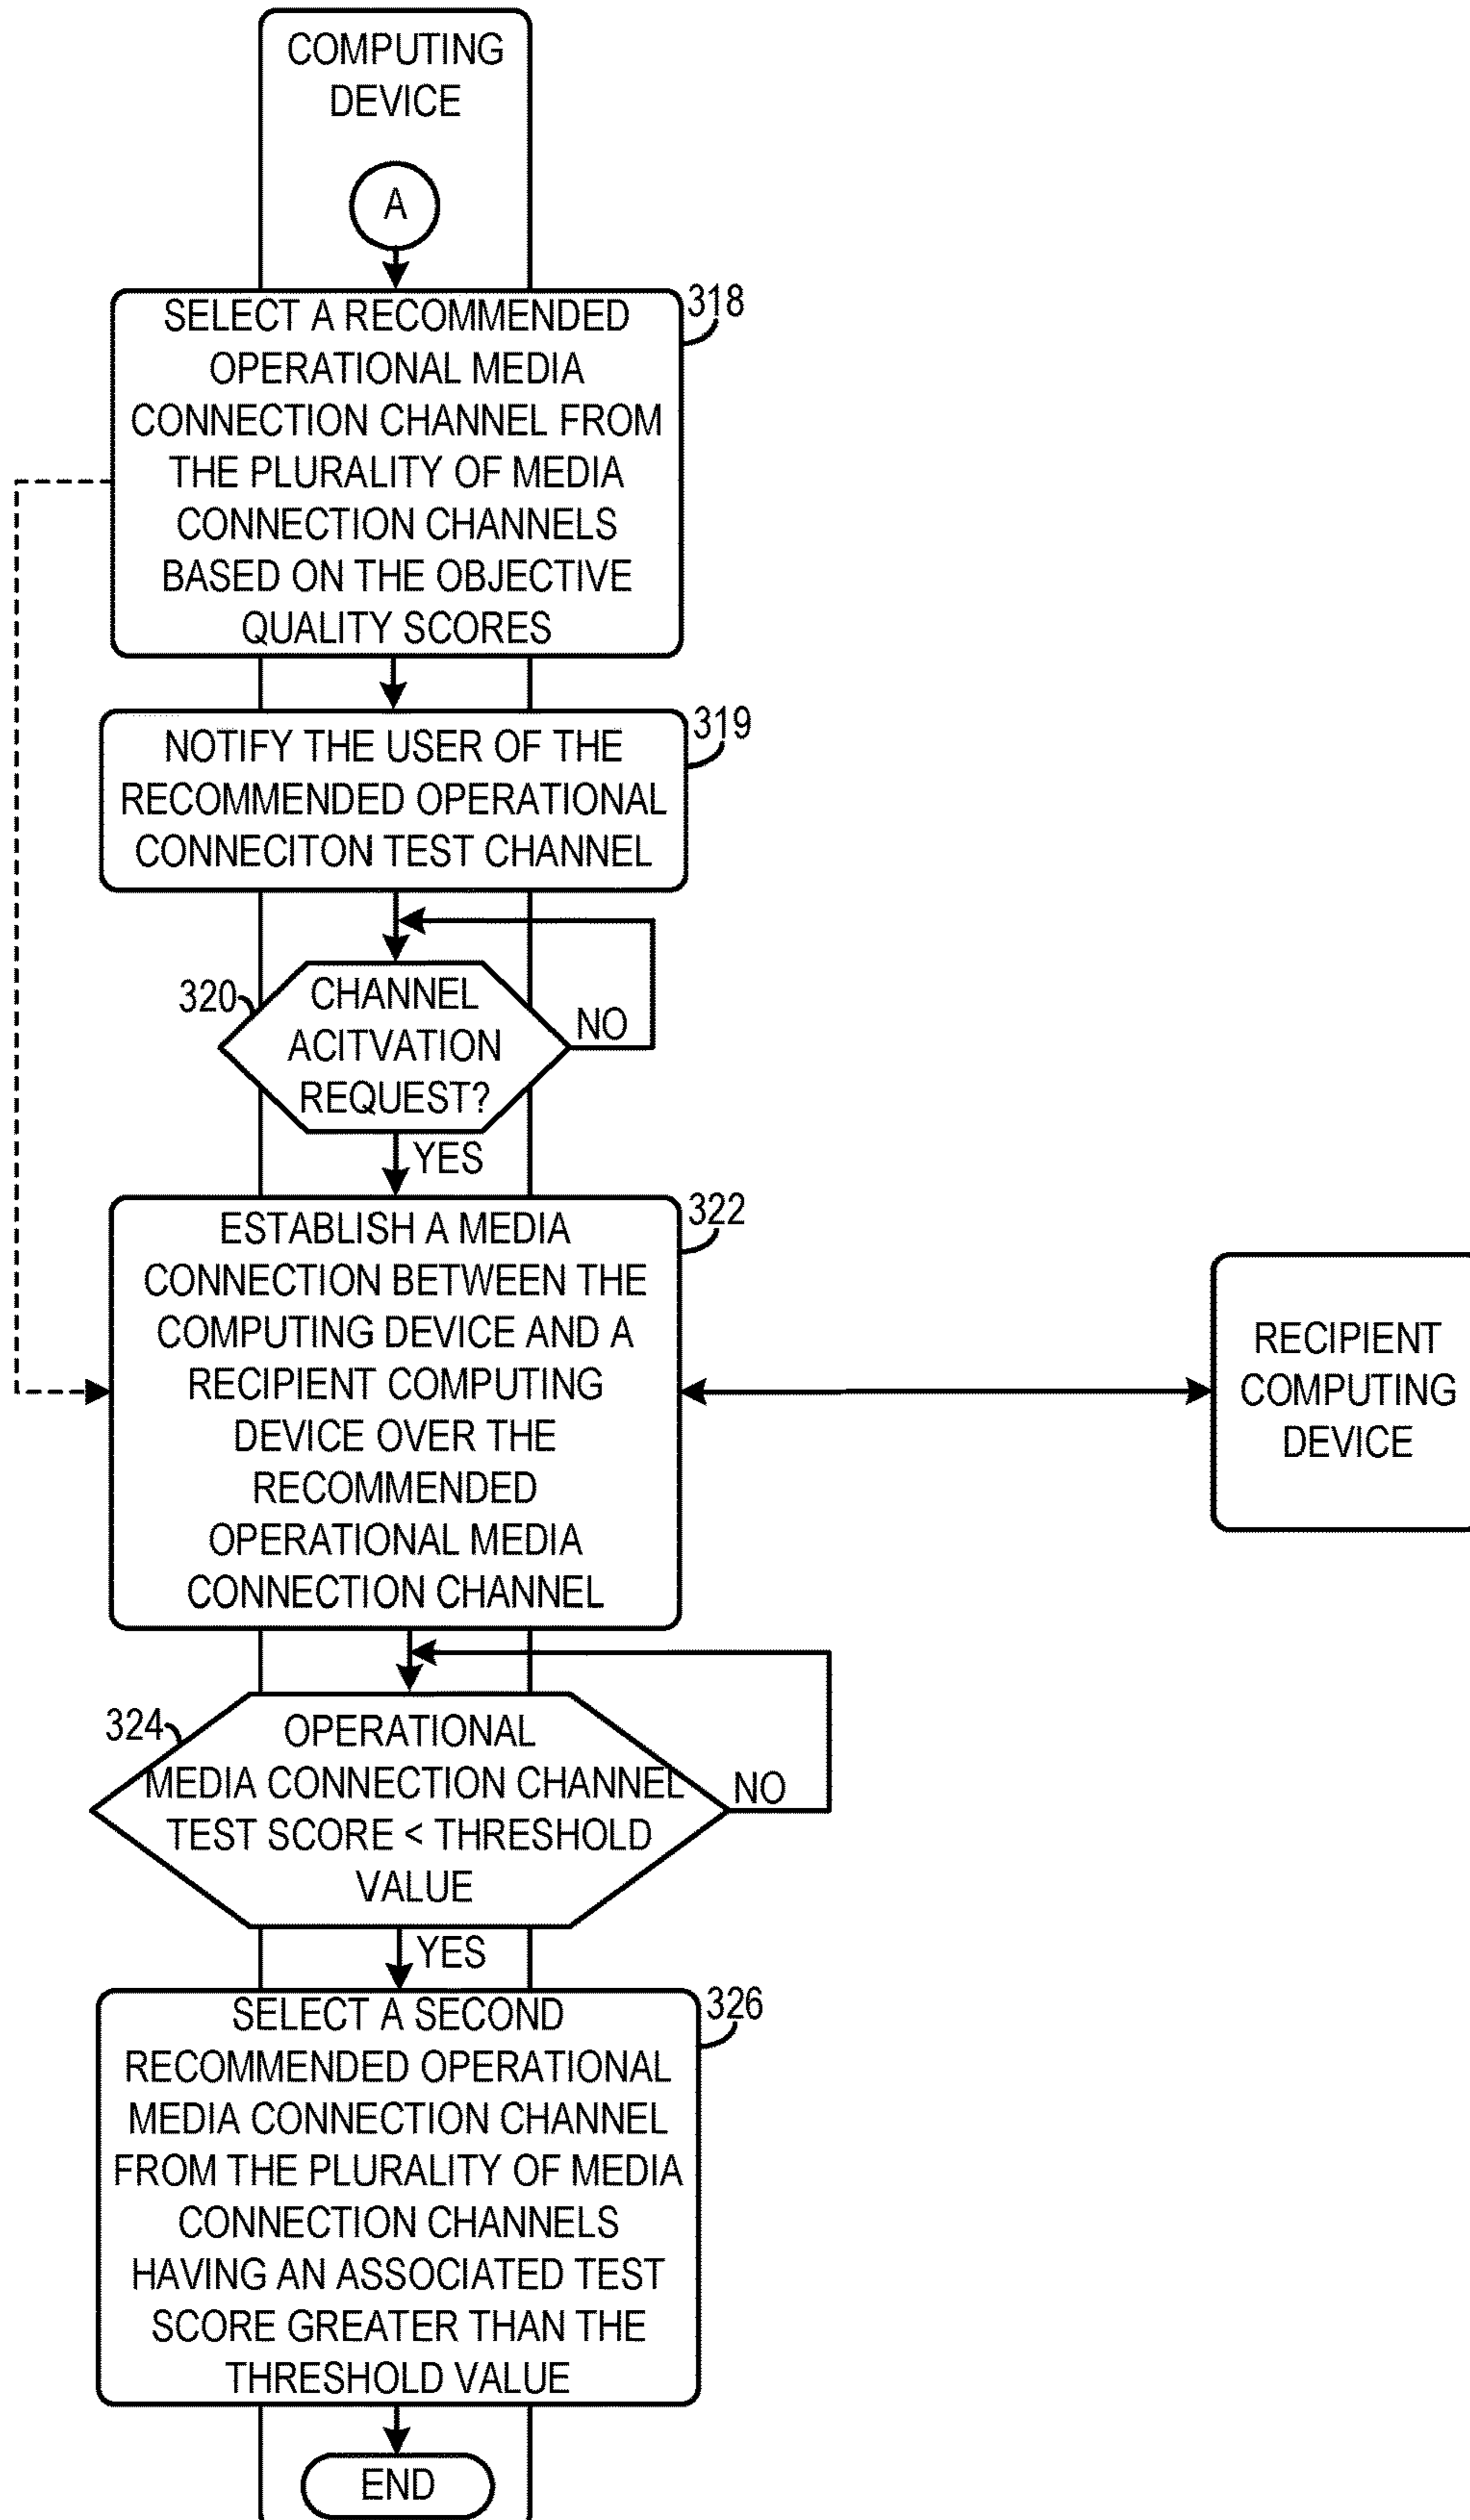 COMPUTING
DEVICE
A
318
SELECT A RECOMMENDED
OPERATIONAL MEDIA
CONNECTION CHANNEL FROM
THE PLURALITY OF MEDIA
CONNECTION CHANNELS
BASED ON THE OBJECTIVE
QUALITY SCORES
319
NOTIFY THE USER OF THE
RECOMMENDED OPERATIONAL
CONNECITON TEST CHANNEL
320
CHANNEL
ACITVATION
REQUEST?
NO
YES
322
ESTABLISH A MEDIA
CONNECTION BETWEEN THE
COMPUTING DEVICE AND A
RECIPIENT COMPUTING
DEVICE OVER THE
RECOMMENDED
OPERATIONAL MEDIA
CONNECTION CHANNEL
RECIPIENT
COMPUTING
DEVICE
324
OPERATIONAL
MEDIA CONNECTION CHANNEL
TEST SCORE < THRESHOLD
VALUE
NO
YES
326
SELECT A SECOND
RECOMMENDED OPERATIONAL
MEDIA CONNECTION CHANNEL
FROM THE PLURALITY OF MEDIA
CONNECTION CHANNELS
HAVING AN ASSOCIATED TEST
SCORE GREATER THAN THE
THRESHOLD VALUE
END